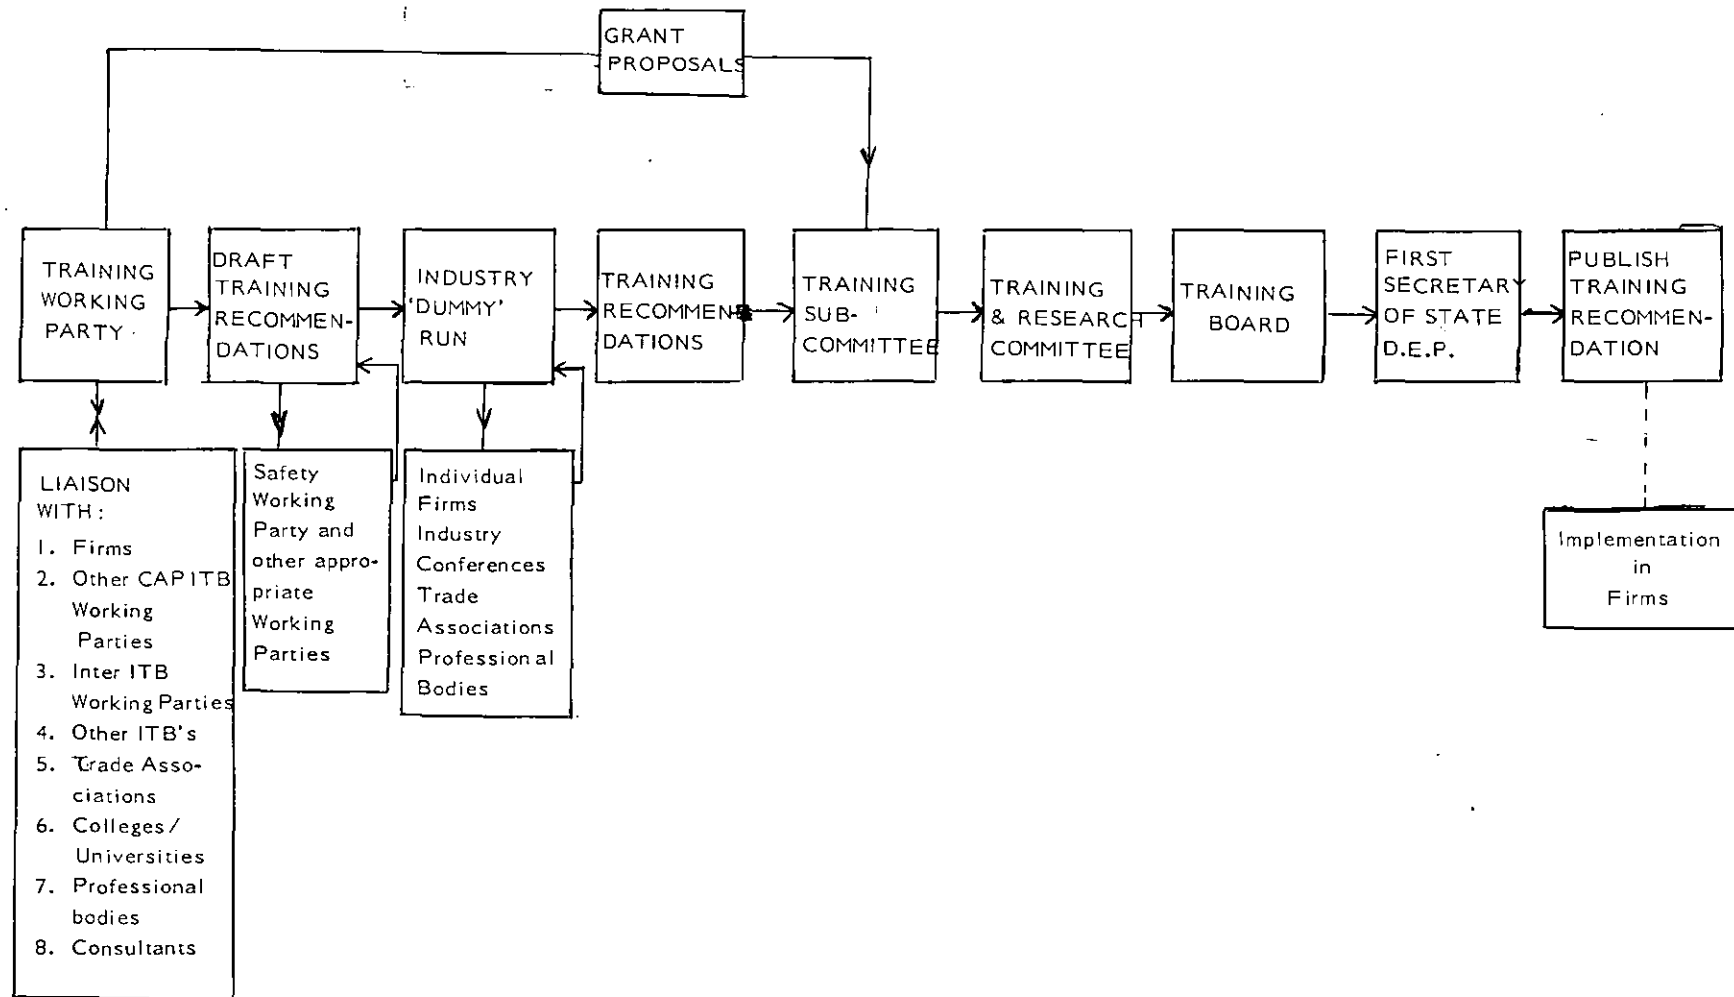 GRANT
PROPOSALS
TRAINING
WORKING
PARTY
DRAFT
TRAINING
RECOMMEN-
DATIONS
INDUSTRY
'DUMMY'
RUN
TRAINING
RECOMMEN-
DATIONS
TRAINING
SUB-
COMMITTEE
TRAINING
& RESEARCH
COMMITTEE
TRAINING
BOARD
FIRST
SECRETARY
OF STATE
D.E.P.
PUBLISH
TRAINING
RECOMMEN-
DATION
LIAISON
WITH:
1. Firms
2. Other CAPITB
Working
Parties
3. Inter ITB
Working Parties
4. Other ITB's
5. Trade Asso-
ciations
6. Colleges/
Universities
7. Professional
bodies
8. Consultants
Safety
Working
Party and
other appro-
priate
Working
Parties
Individual
Firms
Industry
Conferences
Trade
Associations
Professional
Bodies
Implementation
in
Firms